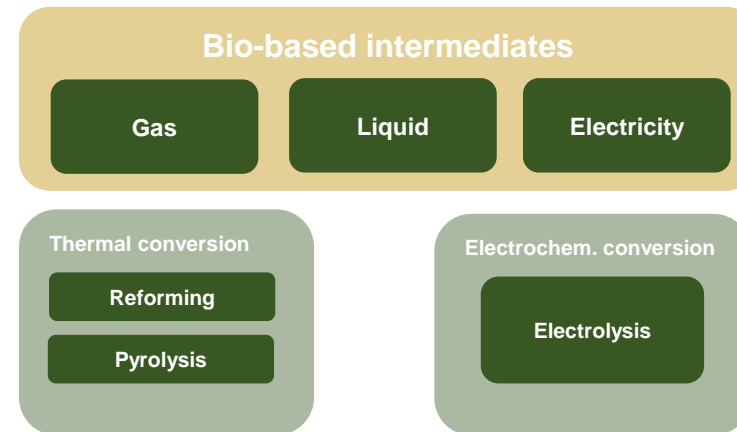 Bio-based intermediates
Gas
Liquid
Electricity
Thermal conversion
Reforming
Pyrolysis
Electrochem. conversion
Electrolysis